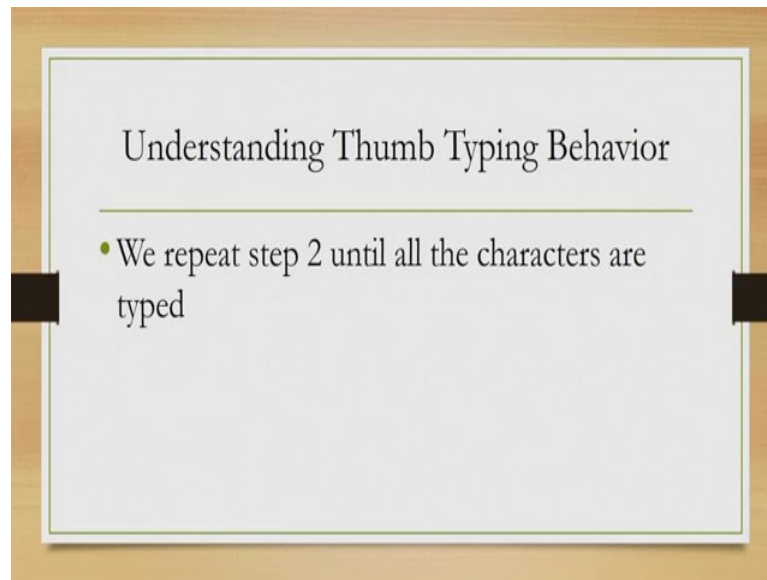 Understanding Thumb Typing Behavior
• We repeat step 2 until all the characters are
typed